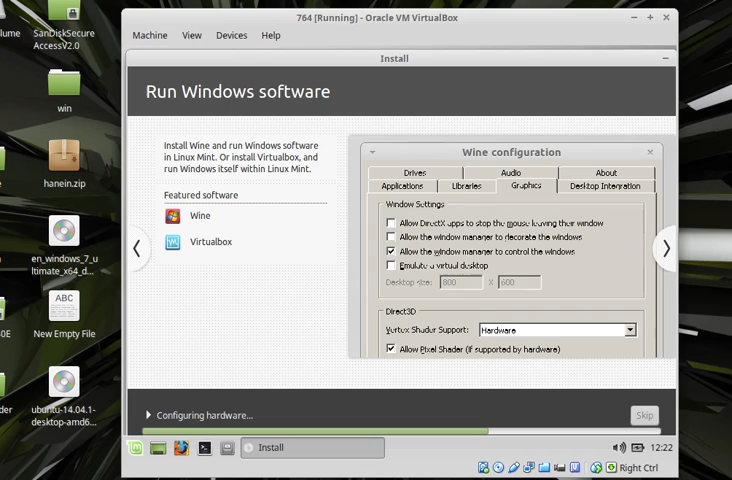 764 [Running] - Oracle VM VirtualBox
Machine View Devices Help
Install
Run Windows software
Install Wine and run Windows software
in Linux Mint. Or install Virtualbox, and
run Windows itself within Linux Mint.
Featured software
Wine
Virtualbox
Wine configuration
Drives Audio About
Applications Libraries Graphics Desktop Integration
Window Settings
Allow DirectX apps to stop the mouse leaving their window
Allow the window manager to decorate the windows
Allow the window manager to control the windows
Emulate a virtual desktop
Desktop size: 800 X 600
Direct3D
Vertex Shader Support: Hardware
Allow Pixel Shader (if supported by hardware)
Configuring hardware...
Skip
Install
12:22
Right Ctrl
lume
SanDiskSecure
AccessV2.0
win
hanein.zip
en_windows_7_u
ltimate_x64_d...
ABC
New Empty File
0E
der
ubuntu-14.04.1-
desktop-amd6...